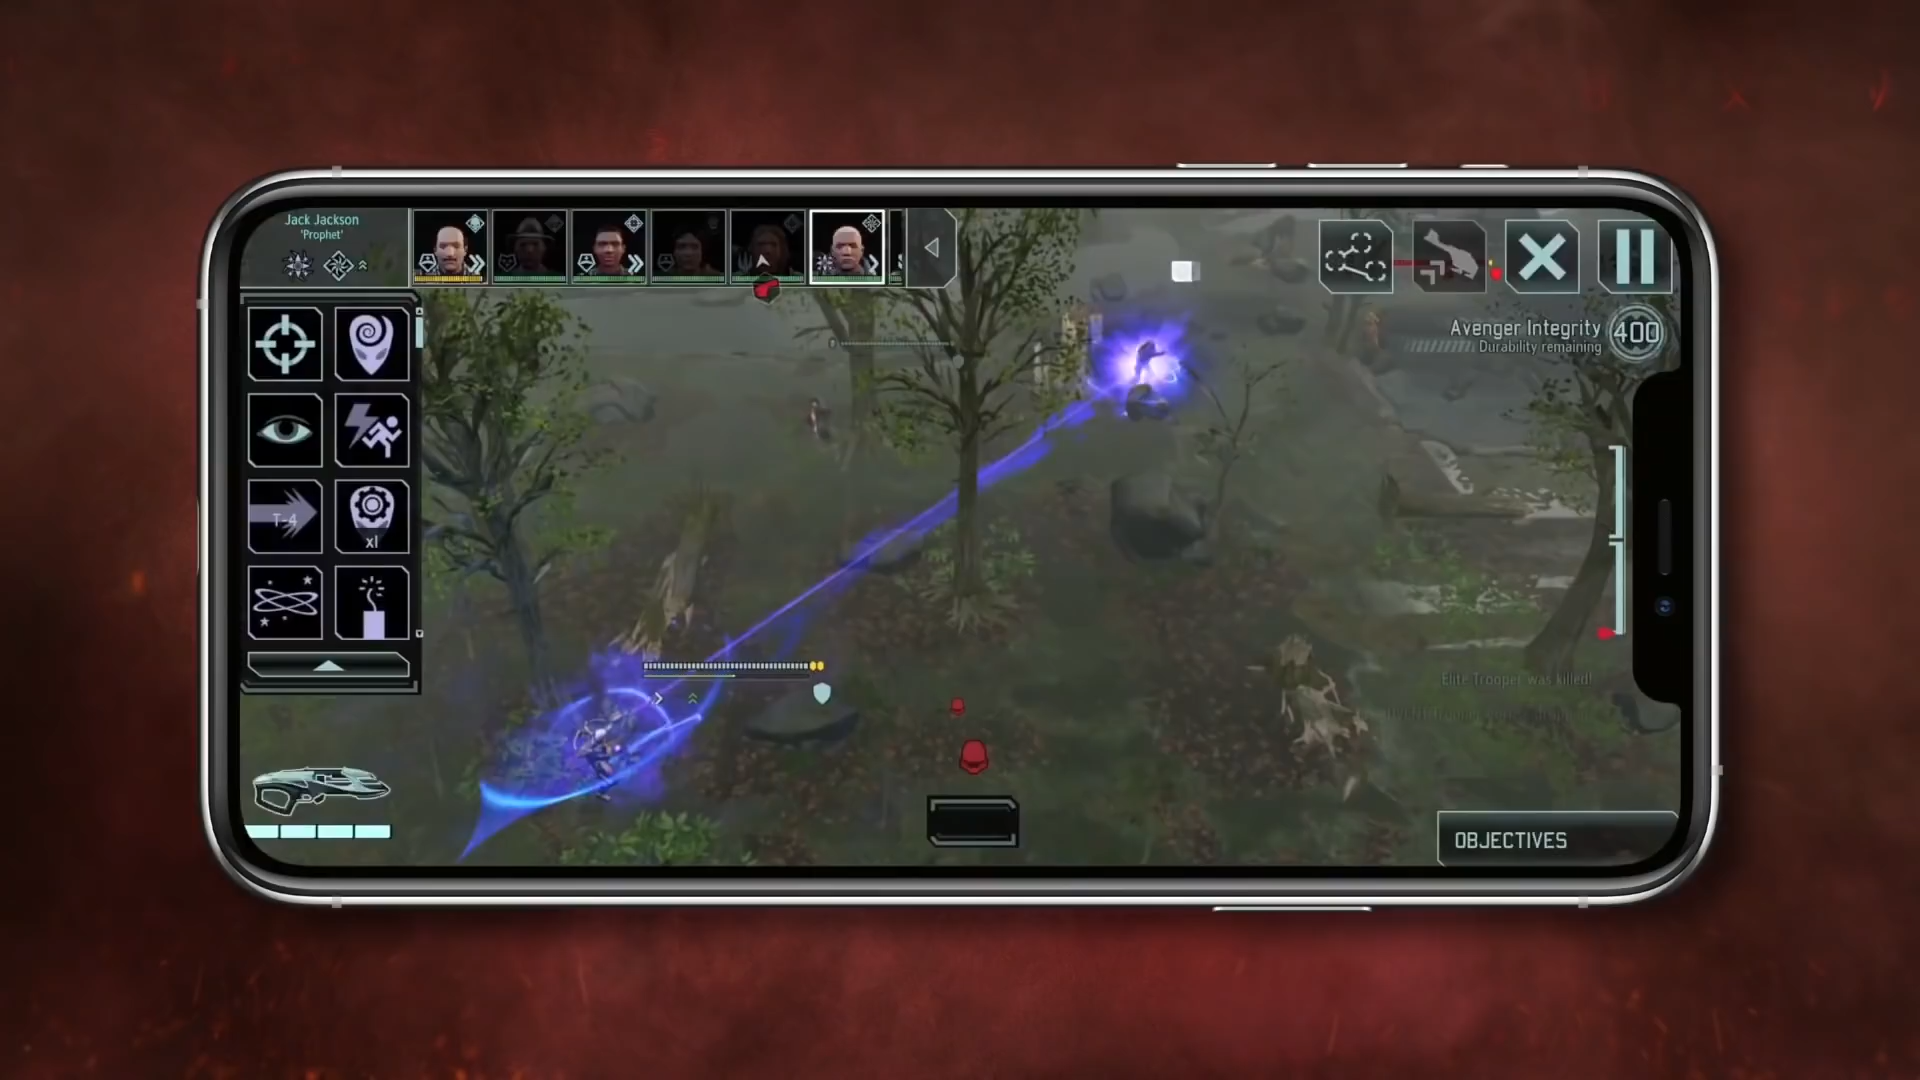 Jack Jackson
'Prophet'
T-4
x1
Avenger Integrity
400
Durability remaining
Elite Trooper was killed!
OBJECTIVES